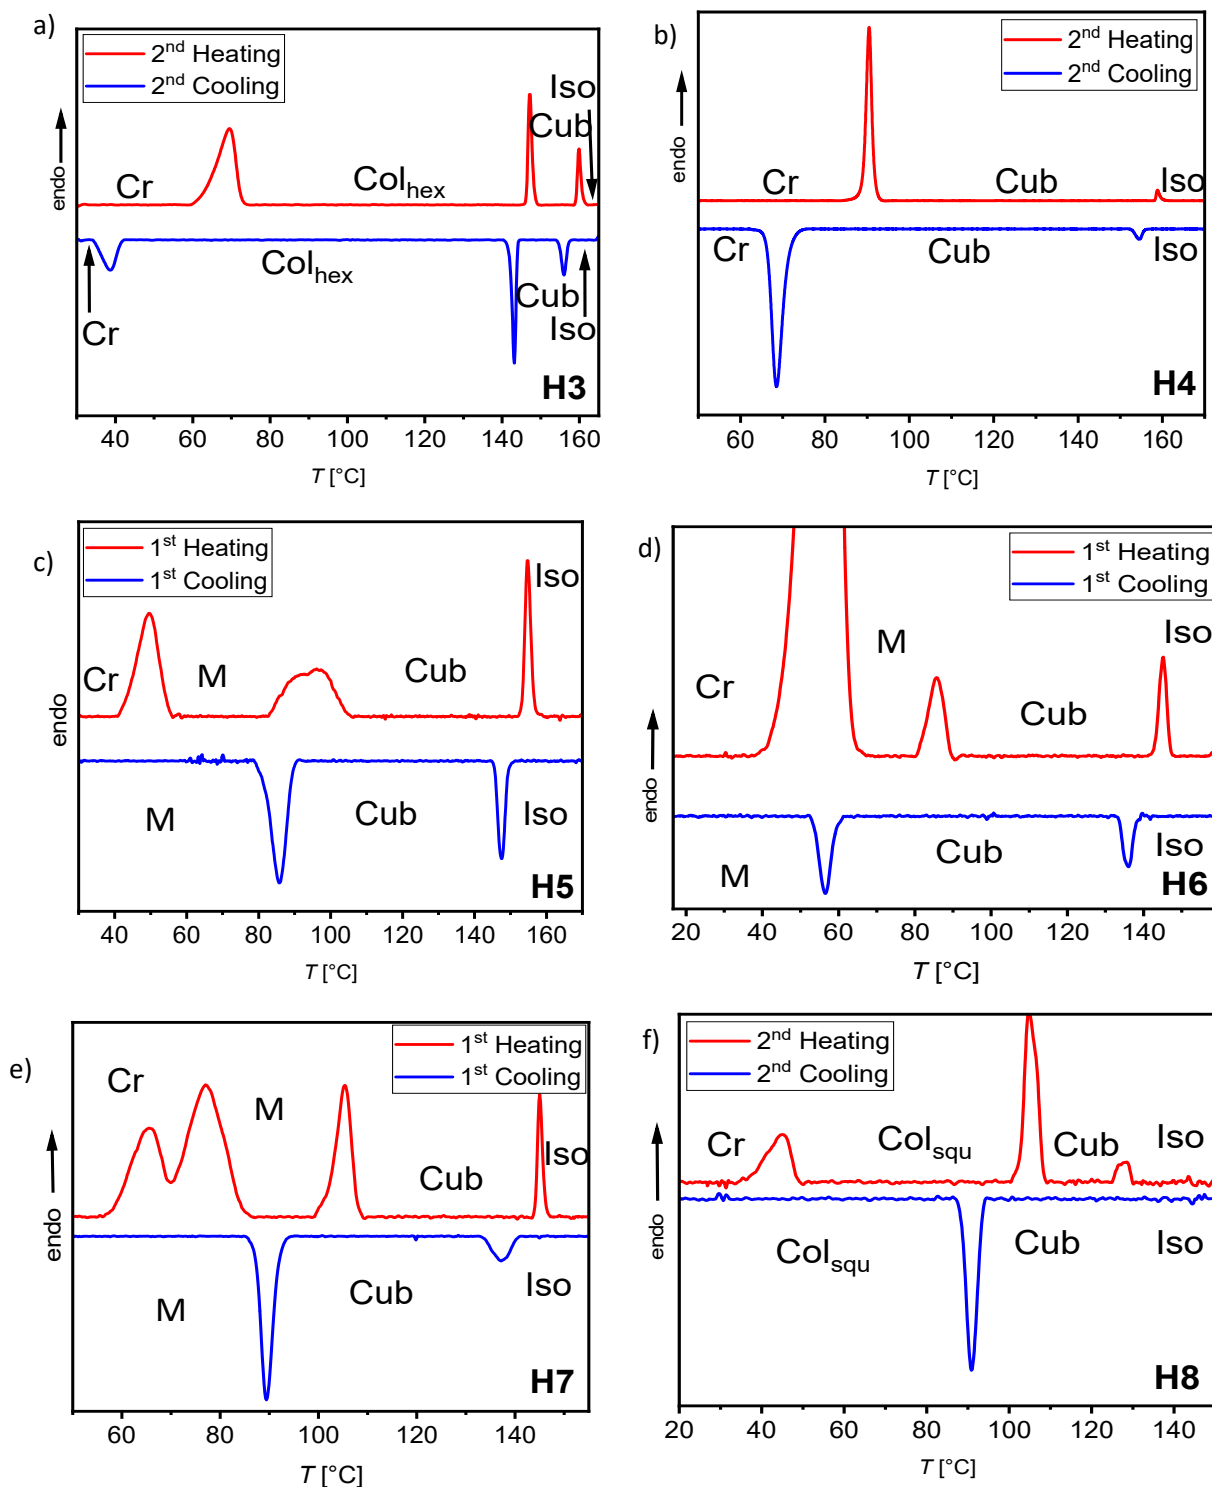 a)
2nd Heating
2nd Cooling
Iso
Cub
Cr
Colhex
endo
Colhex
Cub
Cr
Iso
H3
40 60 80 100 120 140 160
T [°C]
b)
2nd Heating
2nd Cooling
endo
Cr
Cub
Iso
Cr
Cub
Iso
H4
60 80 100 120 140 160
T [°C]
c)
1st Heating
1st Cooling
Iso
Cr
M
Cub
endo
M
Cub
Iso
H5
40 60 80 100 120 140 160
T [°C]
d)
1st Heating
1st Cooling
M
Iso
Cr
Cub
endo
Cub
Iso
M
H6
20 40 60 80 100 120 140
T [°C]
e)
1st Heating
1st Cooling
Cr
M
Cub
Iso
endo
M
Cub
Iso
H7
60 80 100 120 140
T [°C]
f)
2nd Heating
2nd Cooling
Cr
Colsqu
Cub
Iso
endo
Colsqu
Cub
Iso
H8
20 40 60 80 100 120 140
T [°C]